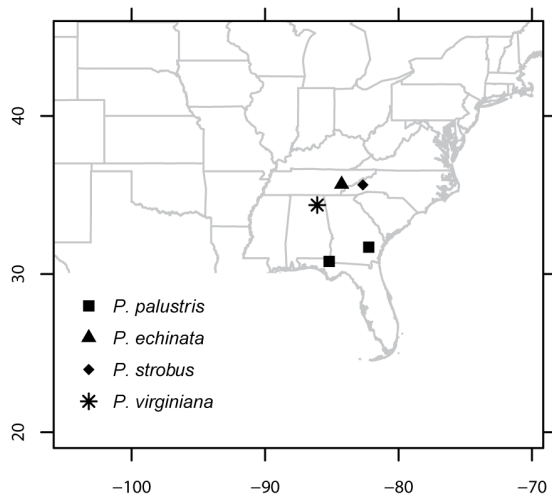 40
30
20
P. palustris
P. echinata
P. strobus
P. virginiana
−100
−90
−80
−70